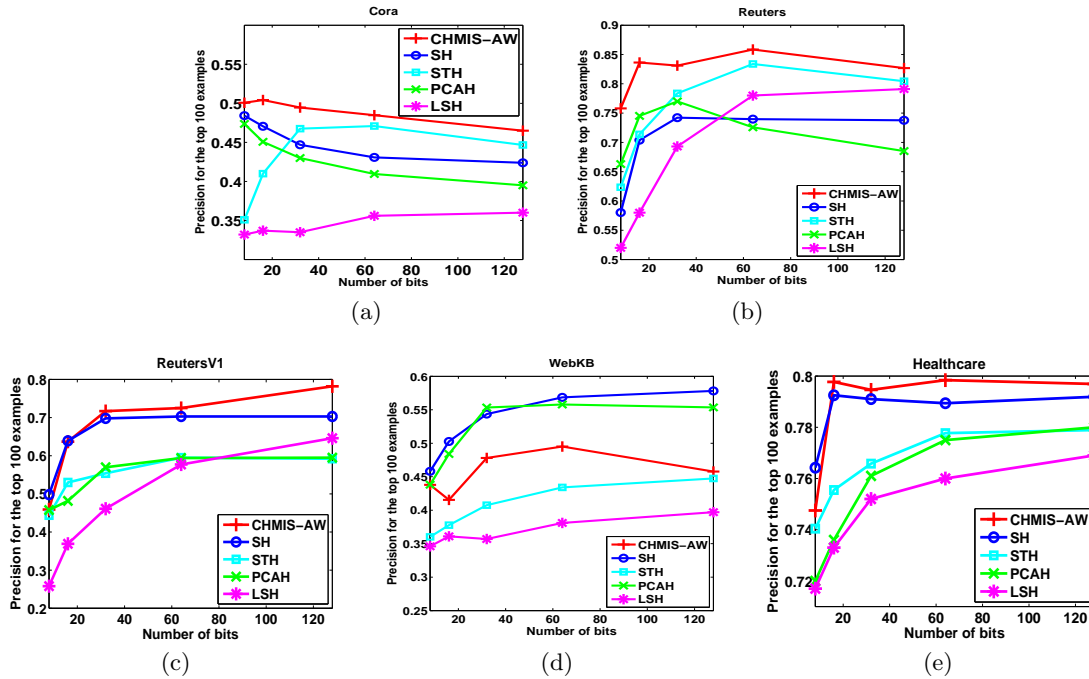 Cora
Precision for the top 100 examples
0.55
0.5
0.45
0.4
0.35
CHMIS-AW
SH
STH
PCAH
LSH
20 40 60 80 100 120
Number of bits
(a)
Reuters
Precision for the top 100 examples
0.9
0.85
0.8
0.75
0.7
0.65
0.6
0.55
0.5
CHMIS-AW
SH
STH
PCAH
LSH
20 40 60 80 100 120
Number of bits
(b)
ReutersV1
Precision for the top 100 examples
0.8
0.7
0.6
0.5
0.4
0.3
0.2
CHMIS-AW
SH
STH
PCAH
LSH
20 40 60 80 100 120
Number of bits
(c)
WebKB
Precision for the top 100 examples
0.6
0.55
0.5
0.45
0.4
0.35
0.3
0.25
CHMIS-AW
SH
STH
PCAH
LSH
20 40 60 80 100 120
Number of bits
(d)
Healthcare
Precision for the top 100 examples
0.8
0.78
0.76
0.74
0.72
CHMIS-AW
SH
STH
PCAH
LSH
20 40 60 80 100 120
Number of bits
(e)